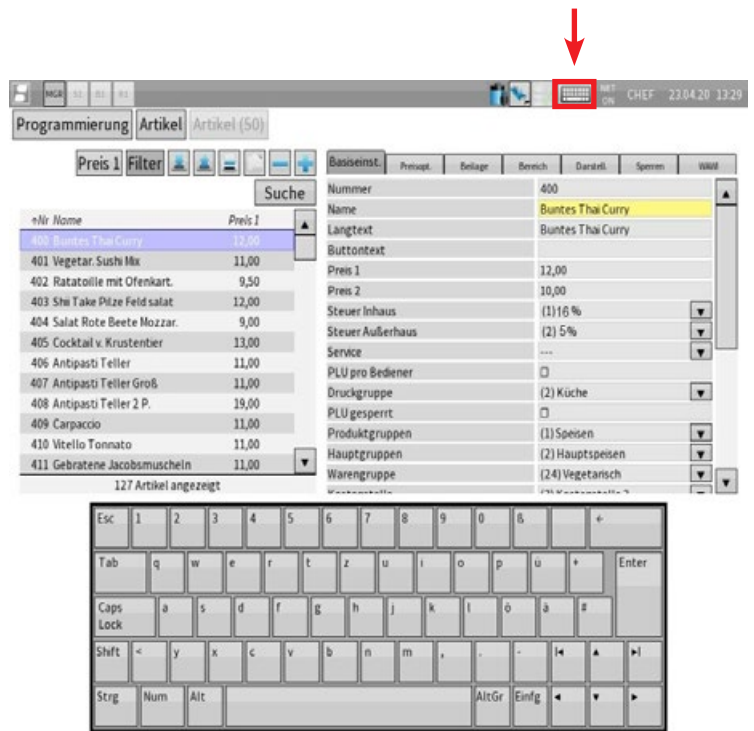 MGR S1 B1 R1 NET ON CHEF 23.04.20 13:29
Programmierung Artikel Artikel (50)
Preis 1 Filter
Suche
Nr Name Preis 1
400 Buntes Thai Curry 12,00
401 Vegetar. Sushi Mix 11,00
402 Ratatoille mit Ofenkart. 9,50
403 Shii Take Pilze Feld salat 12,00
404 Salat Rote Beete Mozzar. 9,00
405 Cocktail v. Krustentier 13,00
406 Antipasti Teller 11,00
407 Antipasti Teller Groß 11,00
408 Antipasti Teller 2 P. 19,00
409 Carpaccio 11,00
410 Vitello Tonnato 11,00
411 Gebratene Jacobsmuscheln 11,00
127 Artikel angezeigt
Basiseinst. Preisopt. Beilage Bereich Darstell. Sperren WAWI
Nummer 400
Name Buntes Thai Curry
Langtext Buntes Thai Curry
Buttontext
Preis 1 12,00
Preis 2 10,00
Steuer Inhaus (1)16 %
Steuer Außerhaus (2) 5%
Service ---
PLU pro Bediener
Druckgruppe (2) Küche
PLU gesperrt
Produktgruppen (1) Speisen
Hauptgruppen (2) Hauptspeisen
Warengruppe (24) Vegetarisch
Esc 1 2 3 4 5 6 7 8 9 0 ß ←
Tab q w e r t z u i o p ü + Enter
Caps Lock a s d f g h j k l ö ä #
Shift < y x c v b n m , . -
Strg Num Alt AltGr Einfg